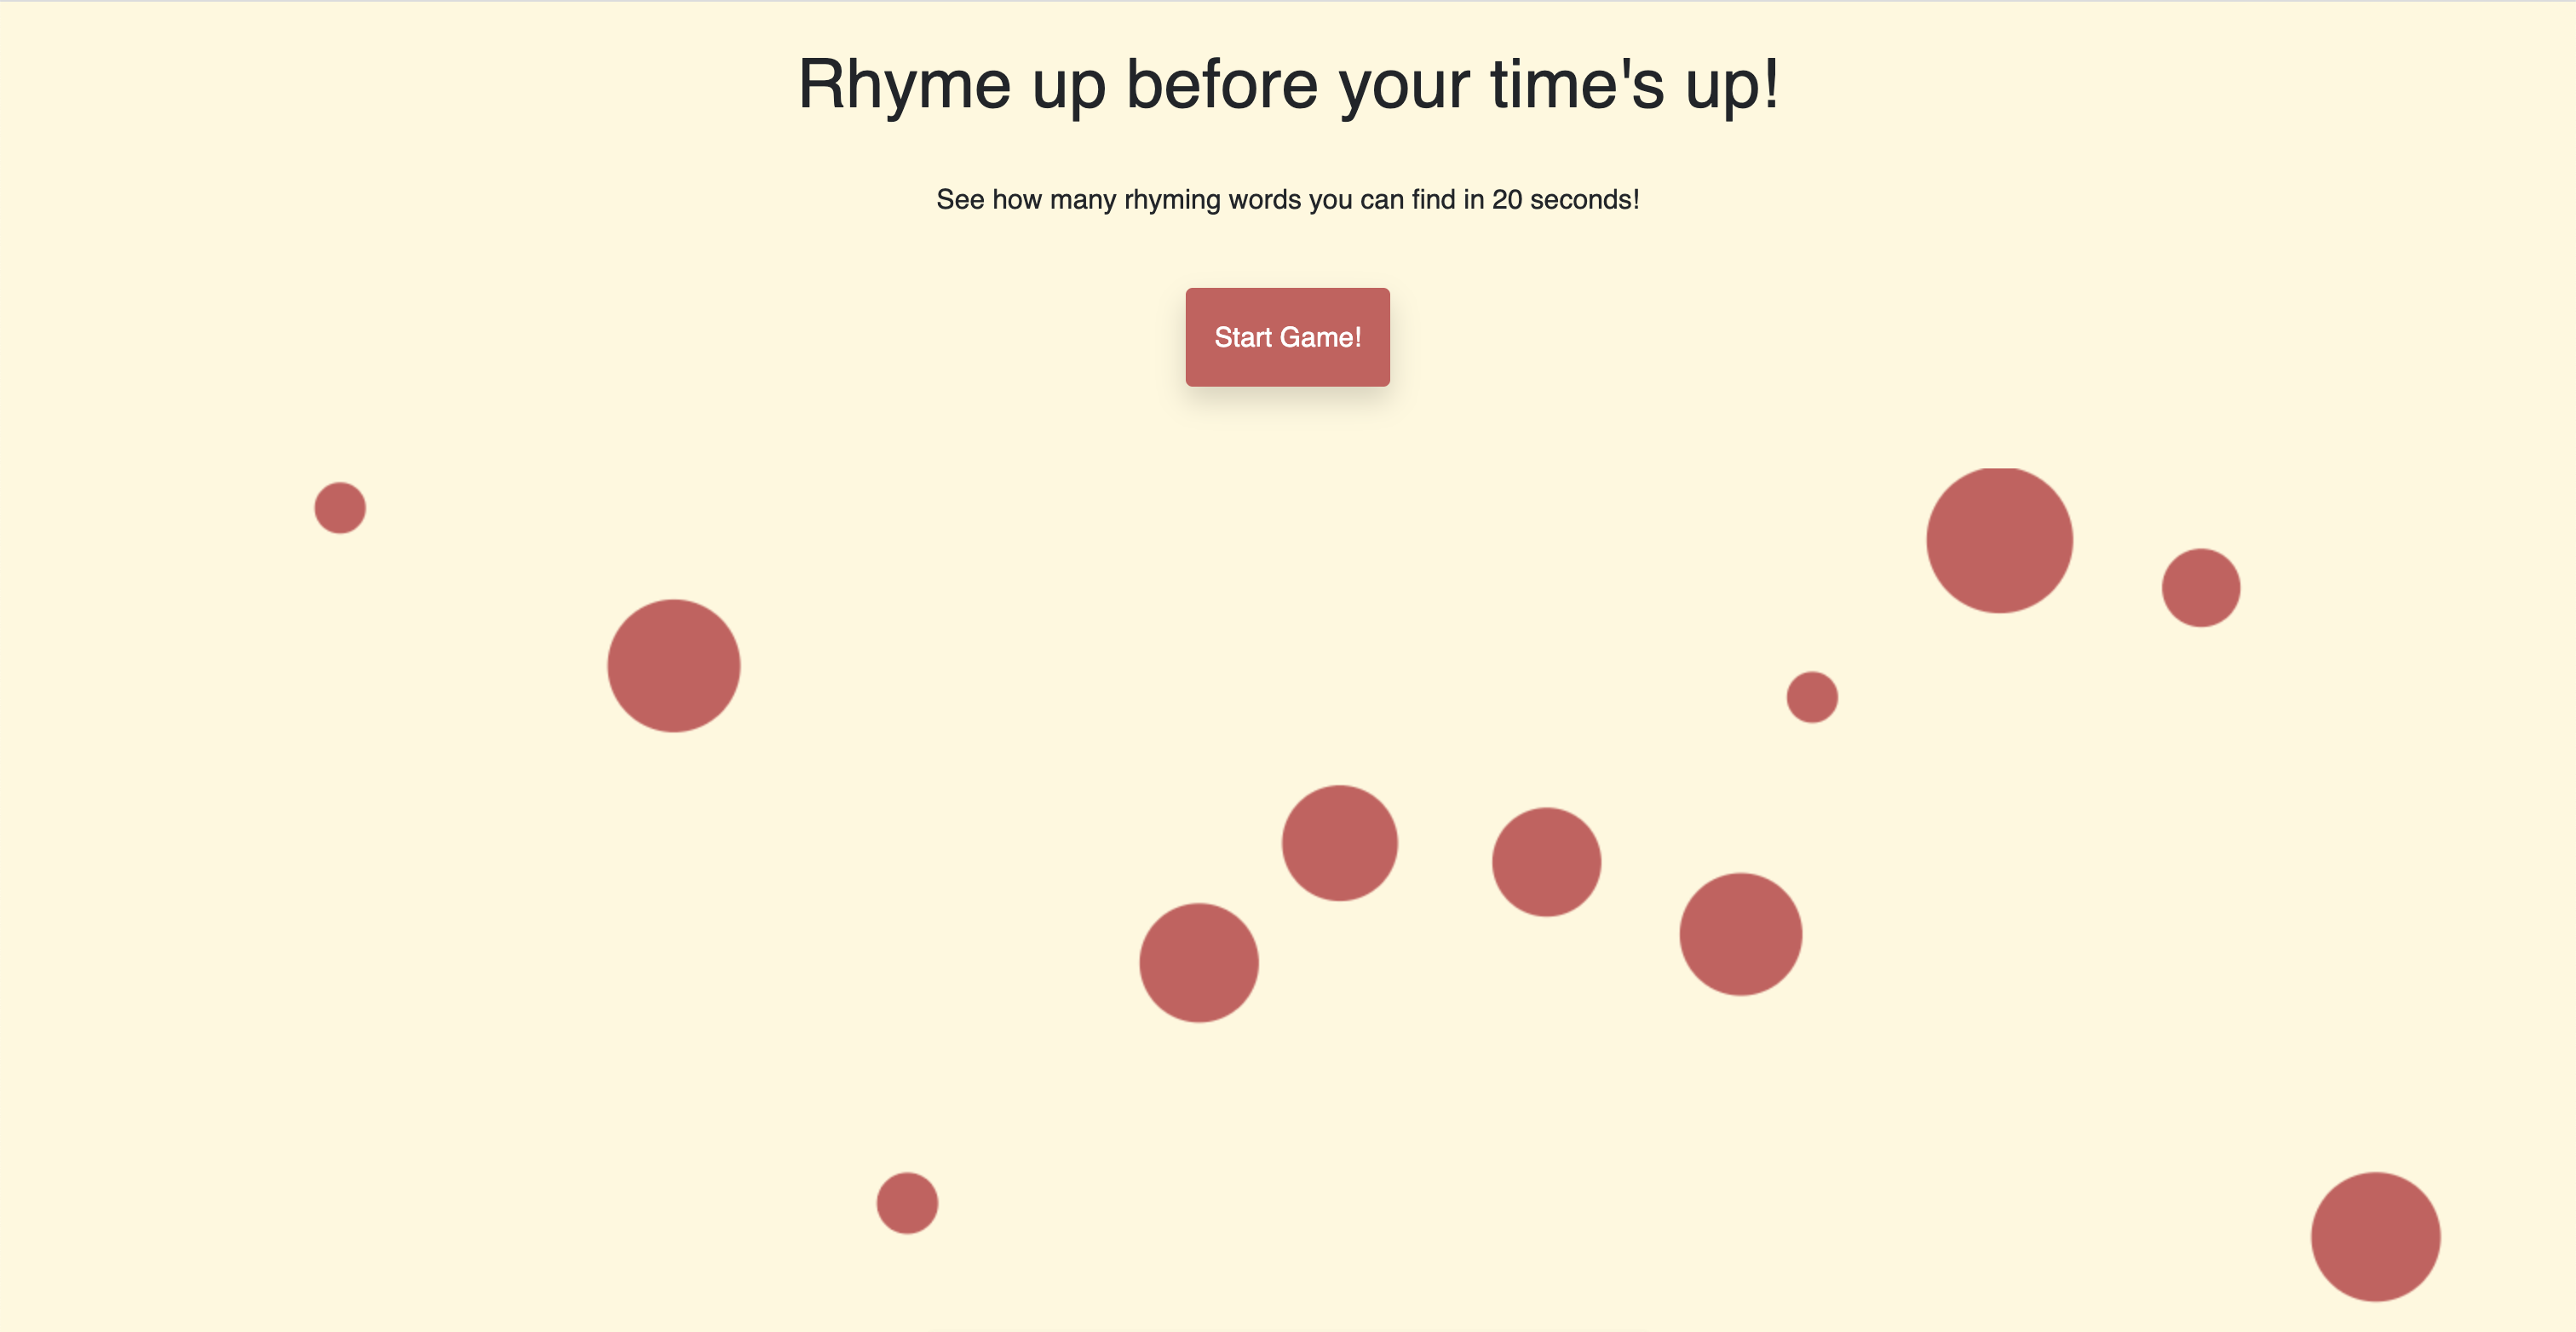 Rhyme up before your time's up!
See how many rhyming words you can find in 20 seconds!
Start Game!